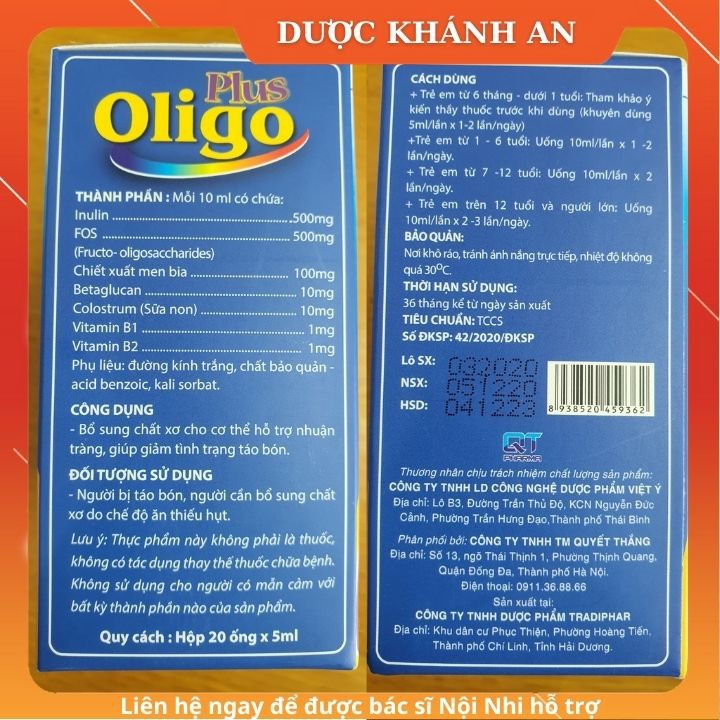 DƯỢC KHÁNH AN
Plus
Oligo
THÀNH PHẦN : Mỗi 10 ml có chứa:
Inulin ........ 500mg
FOS ........ 500mg
(Fructo- oligosaccharides)
Chiết xuất men bia ........ 100mg
Betaglucan ........ 10mg
Colostrum (Sữa non) ........ 10mg
Vitamin B1 ........ 1mg
Vitamin B2 ........ 1mg
Phụ liệu: đường kính trắng, chất bảo quản -
acid benzoic, kali sorbat.
CÔNG DỤNG
- Bổ sung chất xơ cho cơ thể hỗ trợ nhuận
tràng, giúp giảm tình trạng táo bón.
ĐỐI TƯỢNG SỬ DỤNG
- Người bị táo bón, người cần bổ sung chất
xơ do chế độ ăn thiếu hụt.
Lưu ý: Thực phẩm này không phải là thuốc,
không có tác dụng thay thế thuốc chữa bệnh.
Không sử dụng cho người có mẫn cảm với
bất kỳ thành phần nào của sản phẩm.
Quy cách : Hộp 20 ống x 5ml
CÁCH DÙNG
+ Trẻ em từ 6 tháng - dưới 1 tuổi: Tham khảo ý
kiến thầy thuốc trước khi dùng (khuyên dùng
5ml/lần x 1-2 lần/ngày)
+Trẻ em từ 1 - 6 tuổi: Uống 10ml/lần x 1 -2
lần/ngày.
+ Trẻ em từ 7 -12 tuổi: Uống 10ml/lần x 2
lần/ngày.
+ Trẻ em trên 12 tuổi và người lớn: Uống
10ml/lần x 2 -3 lần/ngày.
BẢO QUẢN:
Nơi khô ráo, tránh ánh nắng trực tiếp, nhiệt độ không
quá 30ºC.
THỜI HẠN SỬ DỤNG:
36 tháng kể từ ngày sản xuất
TIÊU CHUẨN: TCCS
Số ĐKSP: 42/2020/ĐKSP
Lô SX: 032020
NSX: 051220
HSD: 041223
8 938520 459362
QT
PHARMA
Thương nhân chịu trách nhiệm chất lượng sản phẩm:
CÔNG TY TNHH LD CÔNG NGHỆ DƯỢC PHẨM VIỆT Ý
Địa chỉ: Lô B3, Đường Trần Thủ Độ, KCN Nguyễn Đức
Cảnh, Phường Trần Hưng Đạo,Thành phố Thái Bình
Phân phối bởi: CÔNG TY TNHH TM QUYẾT THẮNG
Địa chỉ: Số 13, ngõ Thái Thịnh 1, Phường Thịnh Quang,
Quận Đống Đa, Thành phố Hà Nội.
Điện thoại: 0911.36.88.66
Sản xuất tại:
CÔNG TY TNHH DƯỢC PHẨM TRADIPHAR
Địa chỉ: Khu dân cư Phục Thiện, Phường Hoàng Tiến,
Thành phố Chí Linh, Tỉnh Hải Dương.
Liên hệ ngay để được bác sĩ Nội Nhi hỗ trợ